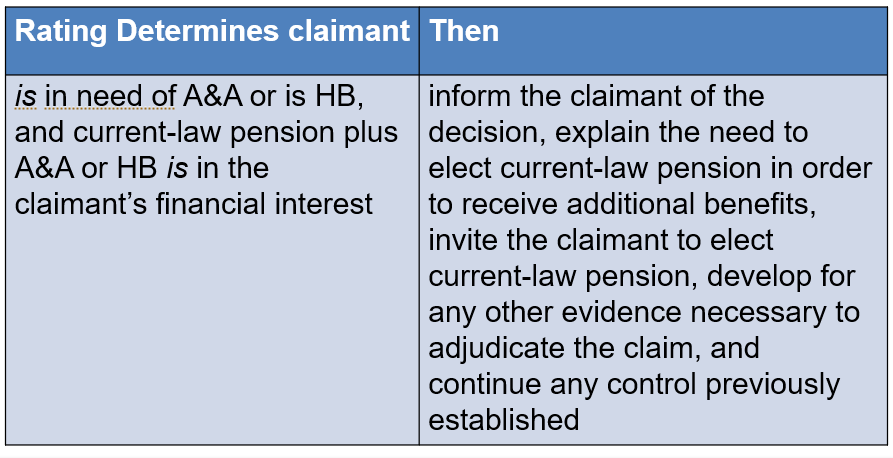 Rating Determines claimant
Then
is in need of A&A or is HB,
and current-law pension plus
A&A or HB is in the
claimant's financial interest
inform the claimant of the
decision, explain the need to
elect current-law pension in order
to receive additional benefits,
invite the claimant to elect
current-law pension, develop for
any other evidence necessary to
adjudicate the claim, and
continue any control previously
established